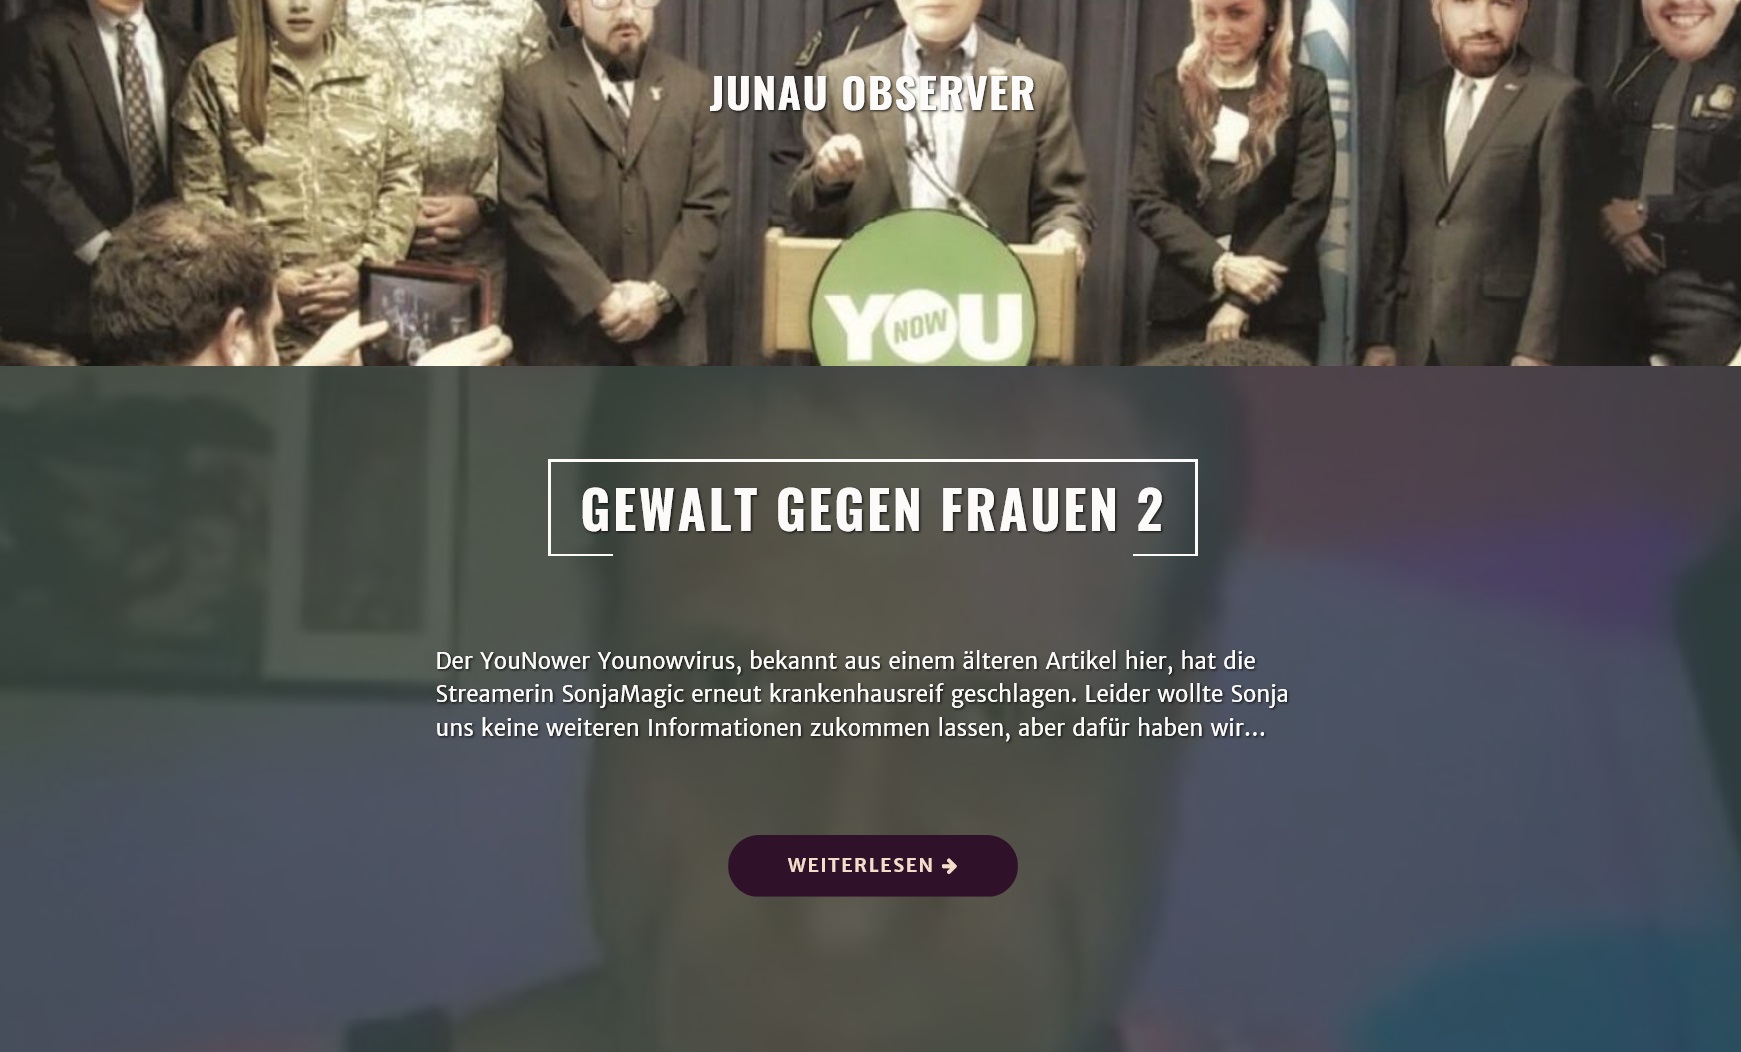 JUNAU OBSERVER
YOU
NOW
GEWALT GEGEN FRAUEN 2
Der YouNower Younowvirus, bekannt aus einem älteren Artikel hier, hat die
Streamerin SonjaMagic erneut krankenhausreif geschlagen. Leider wollte Sonja
uns keine weiteren Informationen zukommen lassen, aber dafür haben wir…
WEITERLESEN →